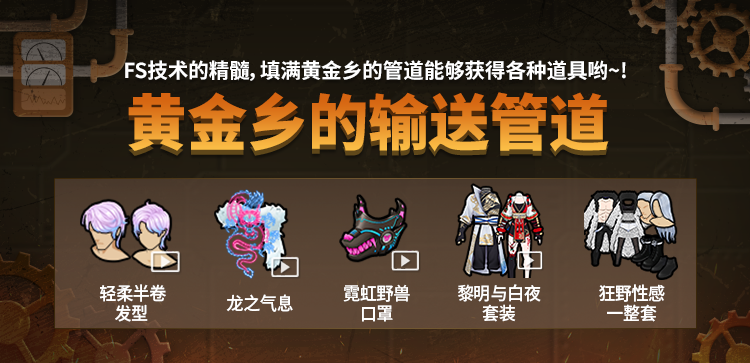 FS技术的精髓, 填满黄金乡的管道能够获得各种道具哟~!
黄金乡的输送管道
轻柔半卷
发型
龙之气息
霓虹野兽
口罩
黎明与白夜
套装
狂野性感
一整套